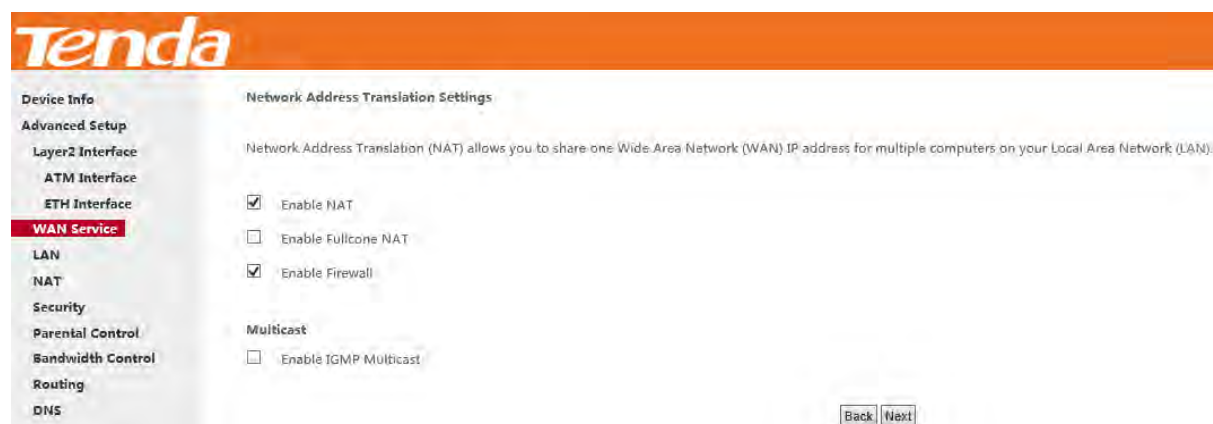 Tenda
Device Info
Advanced Setup
Layer2 Interface
ATM Interface
ETH Interface
WAN Service
LAN
NAT
Security
Parental Control
Bandwidth Control
Routing
DNS
Network Address Translation Settings
Network Address Translation (NAT) allows you to share one Wide Area Network (WAN) IP address for multiple computers on your Local Area Network (LAN).
Enable NAT
Enable Fullcone NAT
Enable Firewall
Multicast
Enable IGMP Multicast
Back Next